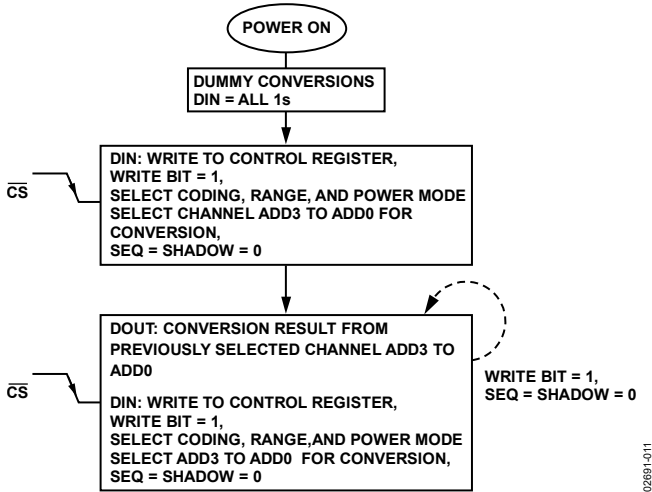 POWER ON
DUMMY CONVERSIONS
DIN = ALL 1s
CS
DIN: WRITE TO CONTROL REGISTER,
WRITE BIT = 1,
SELECT CODING, RANGE, AND POWER MODE
SELECT CHANNEL ADD3 TO ADD0 FOR
CONVERSION,
SEQ = SHADOW = 0
CS
DOUT: CONVERSION RESULT FROM
PREVIOUSLY SELECTED CHANNEL ADD3 TO
ADD0
DIN: WRITE TO CONTROL REGISTER,
WRITE BIT = 1,
SELECT CODING, RANGE,AND POWER MODE
SELECT ADD3 TO ADD0 FOR CONVERSION,
SEQ = SHADOW = 0
WRITE BIT = 1,
SEQ = SHADOW = 0
02691-011